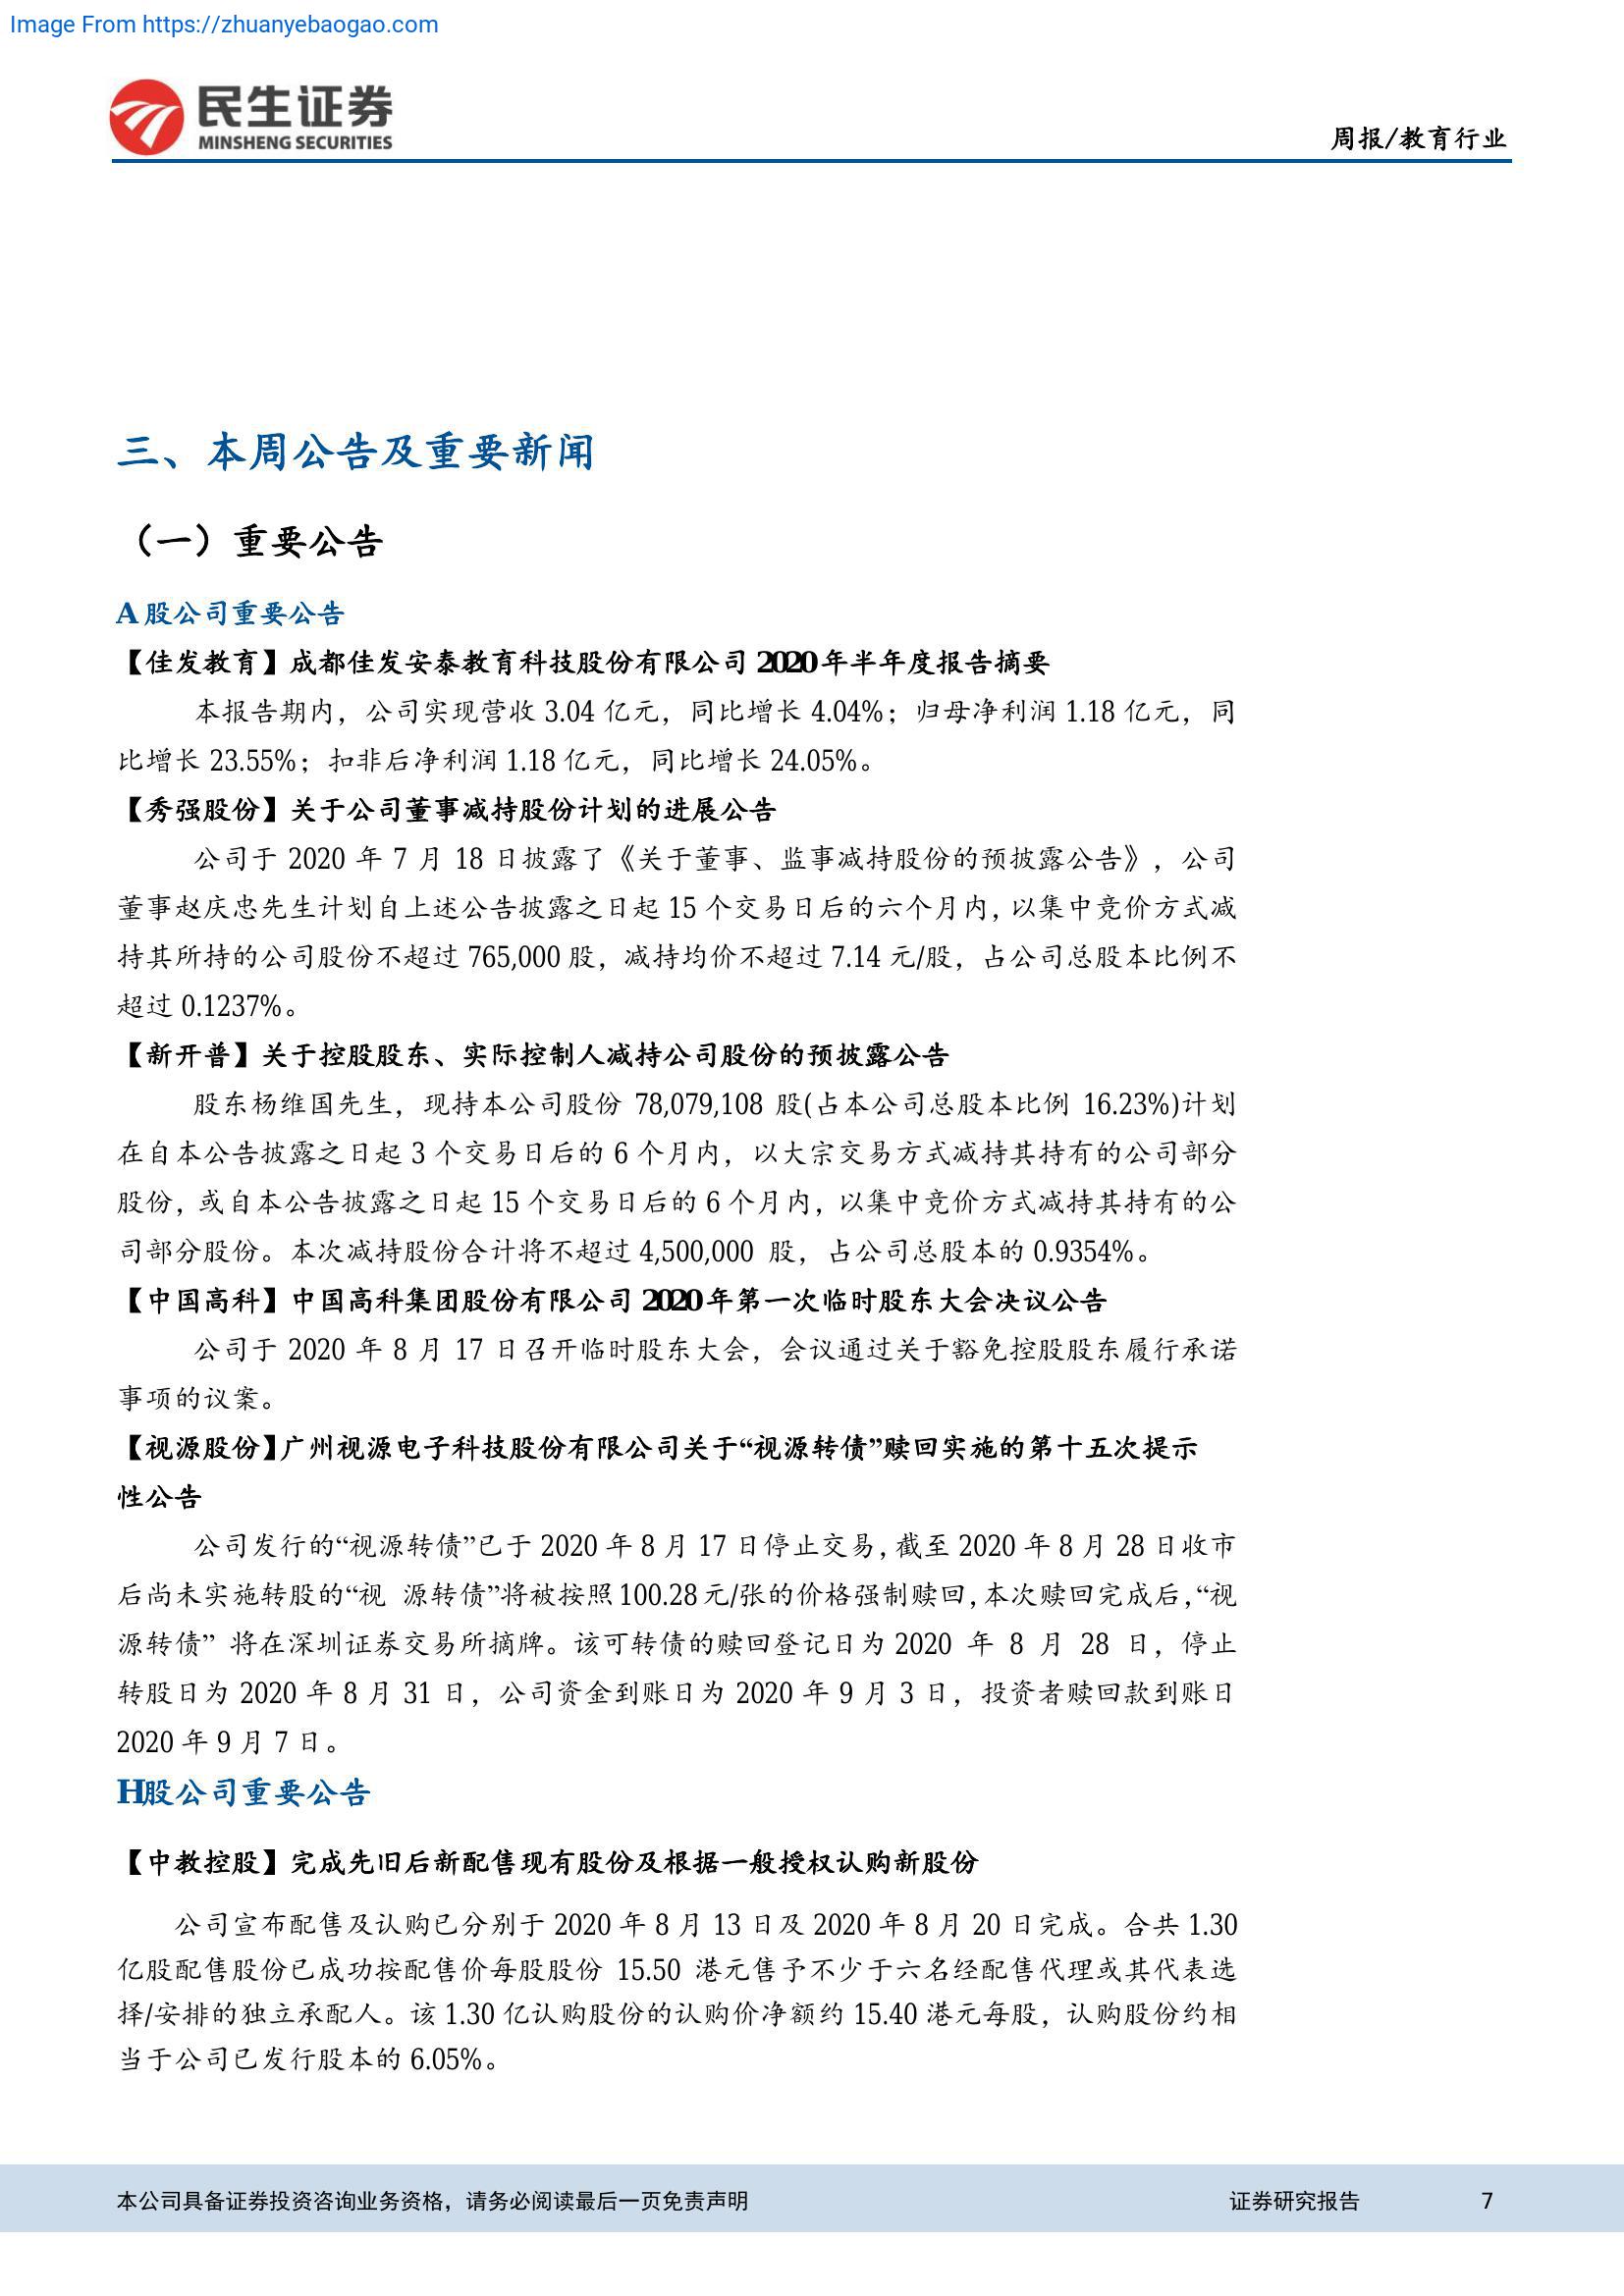 Image From https://zhuanyebaogao.com
民生证券
MINSHENG SECURITIES
周报/教育行业
三、本周公告及重要新闻
（一）重要公告
A 股公司重要公告
【佳发教育】成都佳发安泰教育科技股份有限公司 2020 年半年度报告摘要
本报告期内，公司实现营收 3.04 亿元，同比增长 4.04%；归母净利润 1.18 亿元，同
比增长 23.55%；扣非后净利润 1.18 亿元，同比增长 24.05%。
【秀强股份】关于公司董事减持股份计划的进展公告
公司于 2020 年 7 月 18 日披露了《关于董事、监事减持股份的预披露公告》，公司
董事赵庆忠先生计划自上述公告披露之日起 15 个交易日后的六个月内，以集中竞价方式减
持其所持的公司股份不超过 765,000 股，减持均价不超过 7.14 元/股，占公司总股本比例不
超过 0.1237%。
【新开普】关于控股股东、实际控制人减持公司股份的预披露公告
股东杨维国先生，现持本公司股份 78,079,108 股(占本公司总股本比例 16.23%)计划
在自本公告披露之日起 3 个交易日后的 6 个月内，以大宗交易方式减持其持有的公司部分
股份，或自本公告披露之日起 15 个交易日后的 6 个月内，以集中竞价方式减持其持有的公
司部分股份。本次减持股份合计将不超过 4,500,000 股，占公司总股本的 0.9354%。
【中国高科】中国高科集团股份有限公司 2020 年第一次临时股东大会决议公告
公司于 2020 年 8 月 17 日召开临时股东大会，会议通过关于豁免控股股东履行承诺
事项的议案。
【视源股份】广州视源电子科技股份有限公司关于“视源转债”赎回实施的第十五次提示
性公告
公司发行的“视源转债”已于 2020 年 8 月 17 日停止交易，截至 2020 年 8 月 28 日收市
后尚未实施转股的“视 源转债”将被按照 100.28 元/张的价格强制赎回，本次赎回完成后，“视
源转债” 将在深圳证券交易所摘牌。该可转债的赎回登记日为 2020 年 8 月 28 日，停止
转股日为 2020 年 8 月 31 日，公司资金到账日为 2020 年 9 月 3 日，投资者赎回款到账日
2020 年 9 月 7 日。
H股公司重要公告
【中教控股】完成先旧后新配售现有股份及根据一般授权认购新股份
公司宣布配售及认购已分别于 2020 年 8 月 13 日及 2020 年 8 月 20 日完成。合共 1.30
亿股配售股份已成功按配售价每股股份 15.50 港元售予不少于六名经配售代理或其代表选
择/安排的独立承配人。该 1.30 亿认购股份的认购价净额约 15.40 港元每股，认购股份约相
当于公司已发行股本的 6.05%。
本公司具备证券投资咨询业务资格，请务必阅读最后一页免责声明
证券研究报告
7